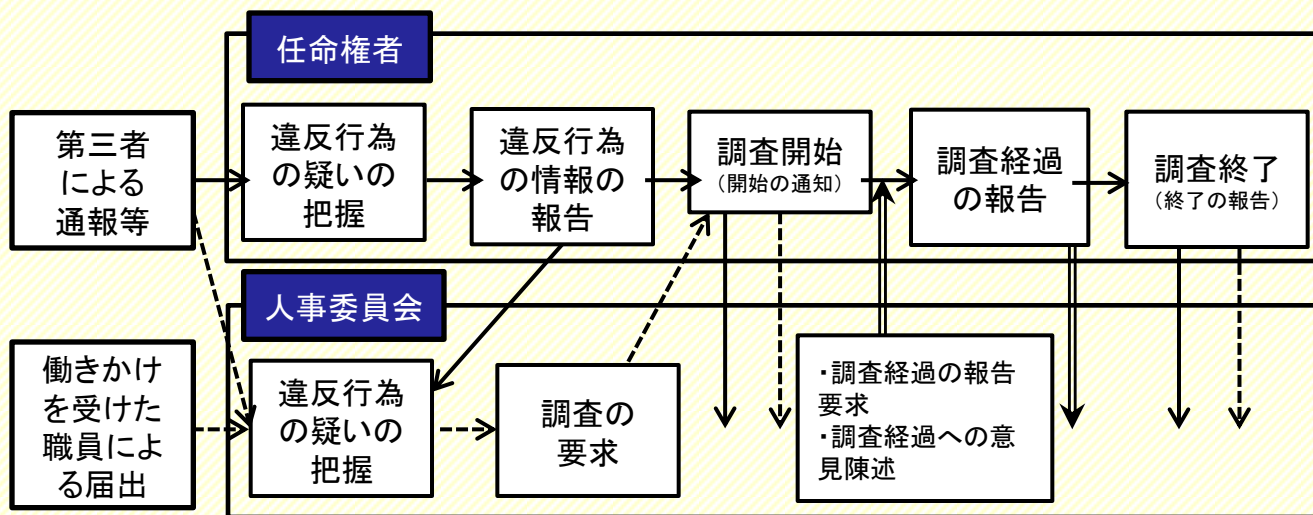 任命権者
第三者
による
通報等
違反行為
の疑いの
把握
違反行為
の情報の
報告
調査開始
（開始の通知）
調査経過
の報告
調査終了
（終了の報告）
人事委員会
働きかけ
を受けた
職員によ
る届出
違反行為
の疑いの
把握
調査の
要求
・調査経過の報告
要求
・調査経過への意
見陳述